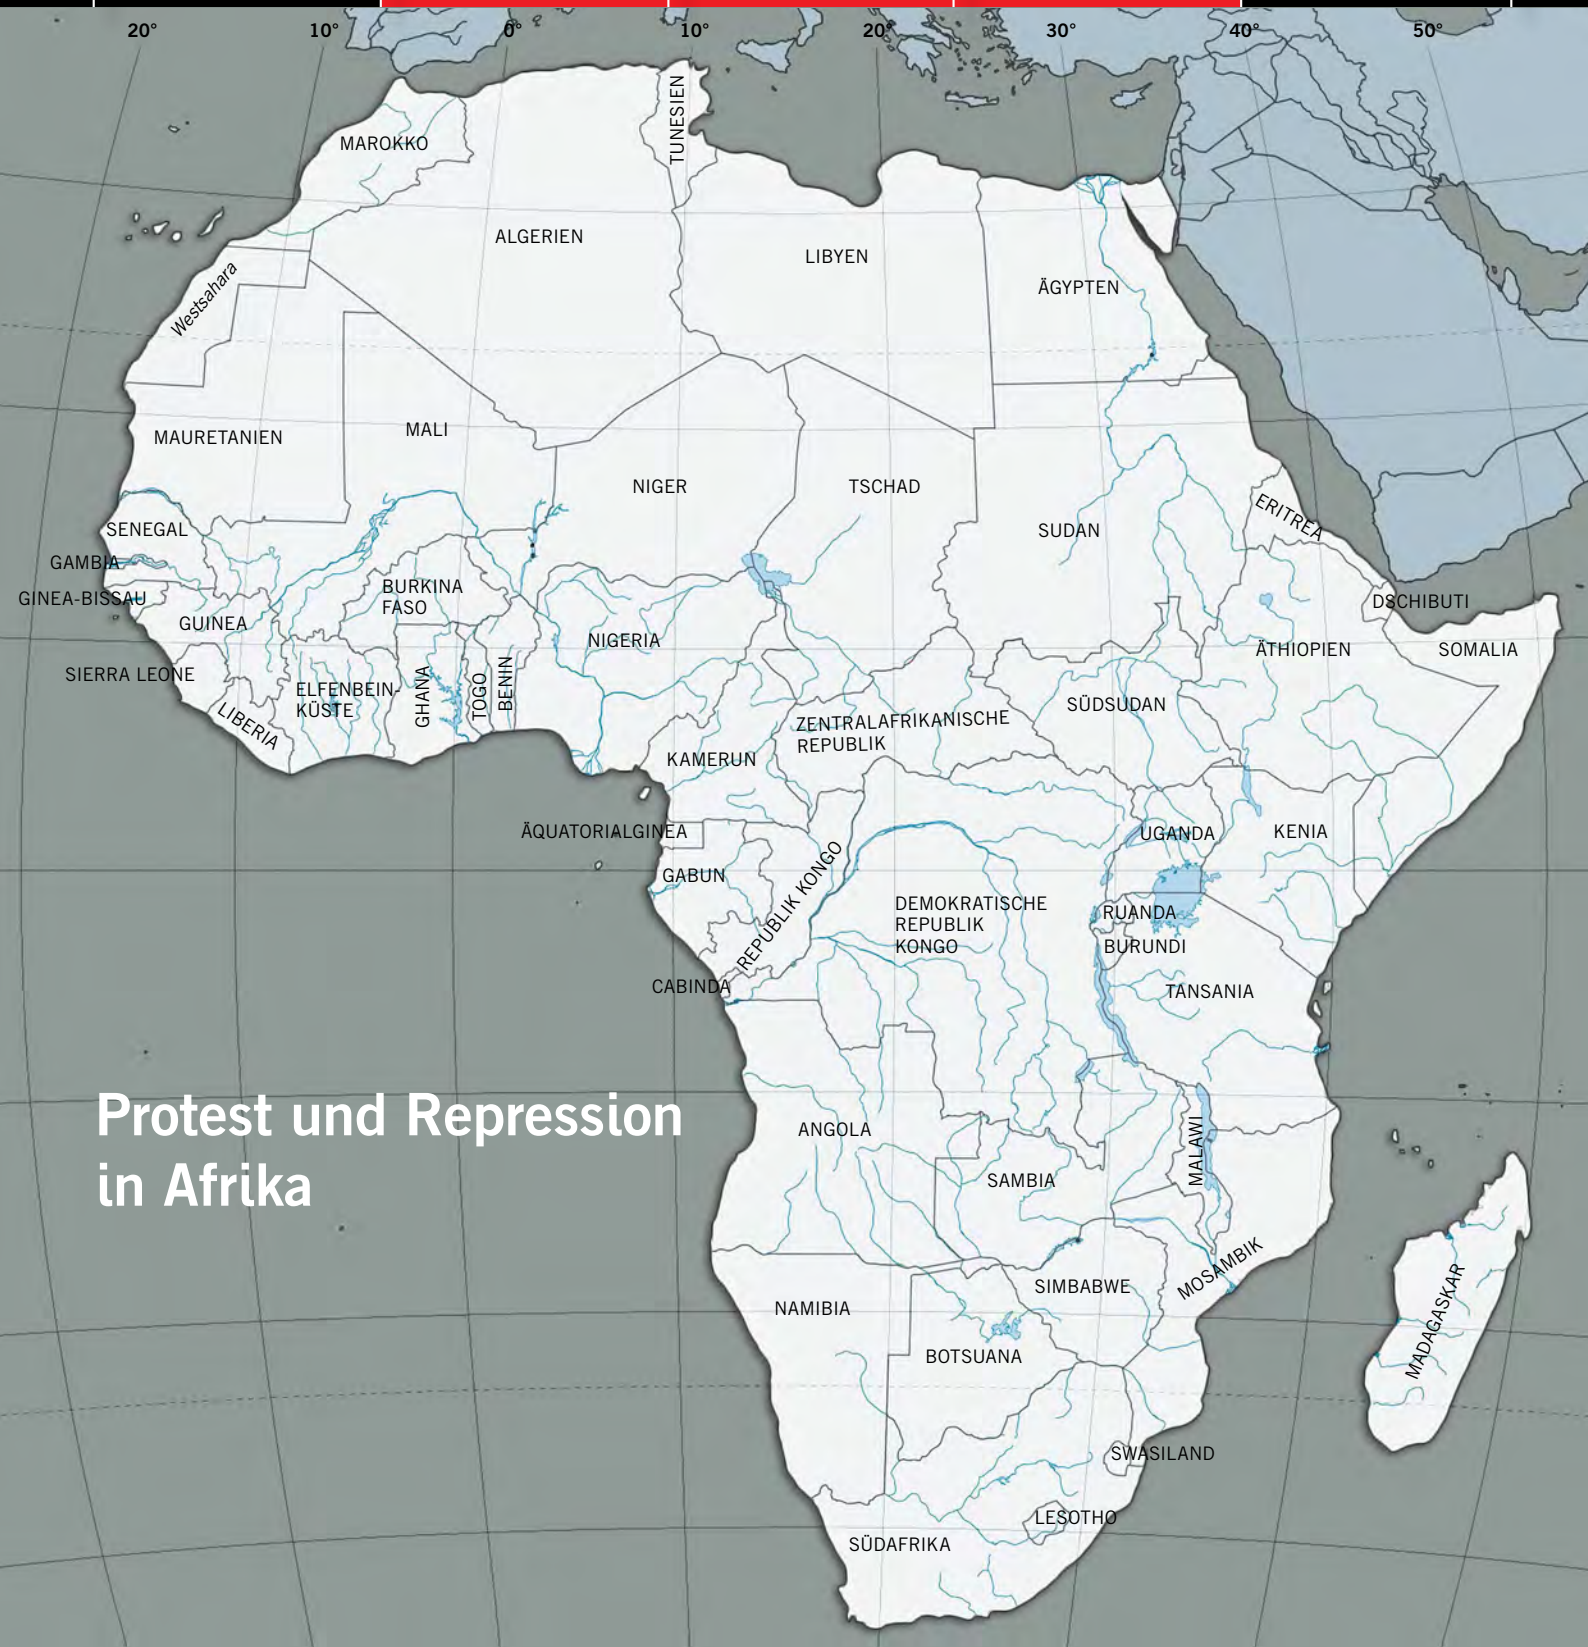 20° 10° 0° 10° 20° 30° 40° 50°
TUNESIEN
MAROKKO
ALGERIEN
LIBYEN
ÄGYPTEN
Westsahara
MAURETANIEN
MALI
NIGER
TSCHAD
SUDAN
ERITREA
SENEGAL
GAMBIA
GINEA-BISSAU
GUINEA
BURKINA
FASO
NIGERIA
DSCHIBUTI
ÄTHIOPIEN
SOMALIA
SIERRA LEONE
LIBERIA
ELFENBEIN-
KÜSTE
GHANA
TOGO
BENIN
SÜDSUDAN
ZENTRALAFRIKANISCHE
REPUBLIK
KAMERUN
ÄQUATORIALGINEA
UGANDA
KENIA
GABUN
REPUBLIK KONGO
DEMOKRATISCHE
REPUBLIK
KONGO
RUANDA
BURUNDI
CABINDA
TANSANIA
Protest und Repression
in Afrika
ANGOLA
SAMBIA
MALAWI
MOSAMBIK
SIMBABWE
NAMIBIA
BOTSUANA
MADAGASKAR
SWASILAND
LESOTHO
SÜDAFRIKA